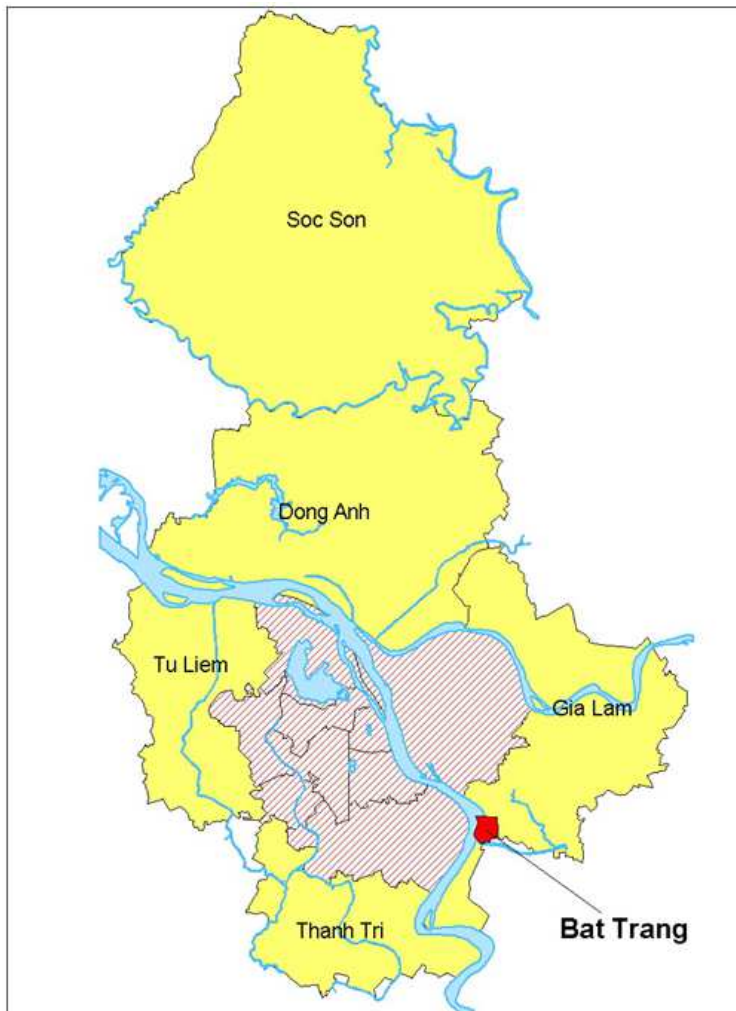 Soc Son
Dong Anh
Tu Liem
Gia Lam
Thanh Tri
Bat Trang